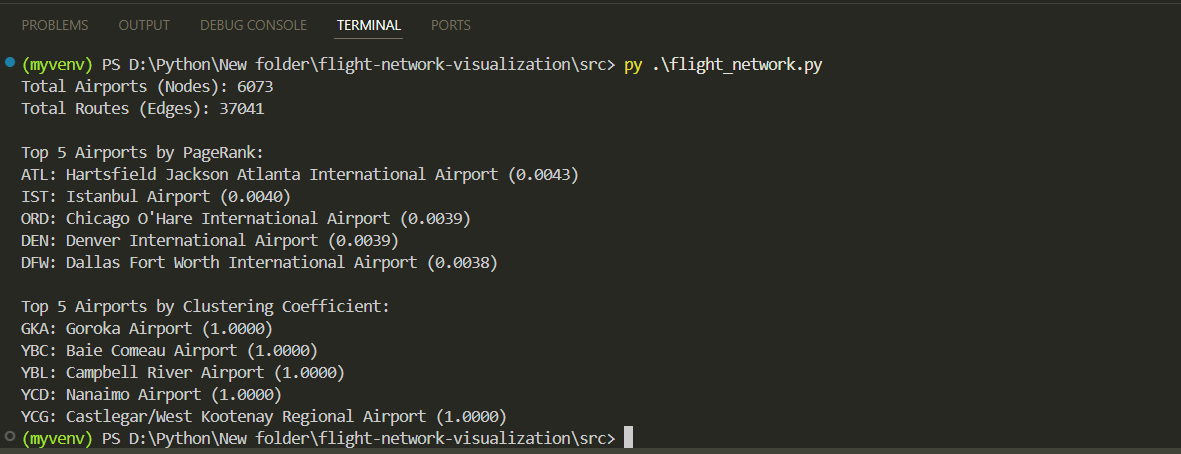 PROBLEMS OUTPUT DEBUG CONSOLE TERMINAL PORTS
(myvenv) PS D:\Python\New folder\flight-network-visualization\src> py .\flight_network.py
Total Airports (Nodes): 6073
Total Routes (Edges): 37041
Top 5 Airports by PageRank:
ATL: Hartsfield Jackson Atlanta International Airport (0.0043)
IST: Istanbul Airport (0.0040)
ORD: Chicago O'Hare International Airport (0.0039)
DEN: Denver International Airport (0.0039)
DFW: Dallas Fort Worth International Airport (0.0038)
Top 5 Airports by Clustering Coefficient:
GKA: Goroka Airport (1.0000)
YBC: Baie Comeau Airport (1.0000)
YBL: Campbell River Airport (1.0000)
YCD: Nanaimo Airport (1.0000)
YCG: Castlegar/West Kootenay Regional Airport (1.0000)
(myvenv) PS D:\Python\New folder\flight-network-visualization\src>